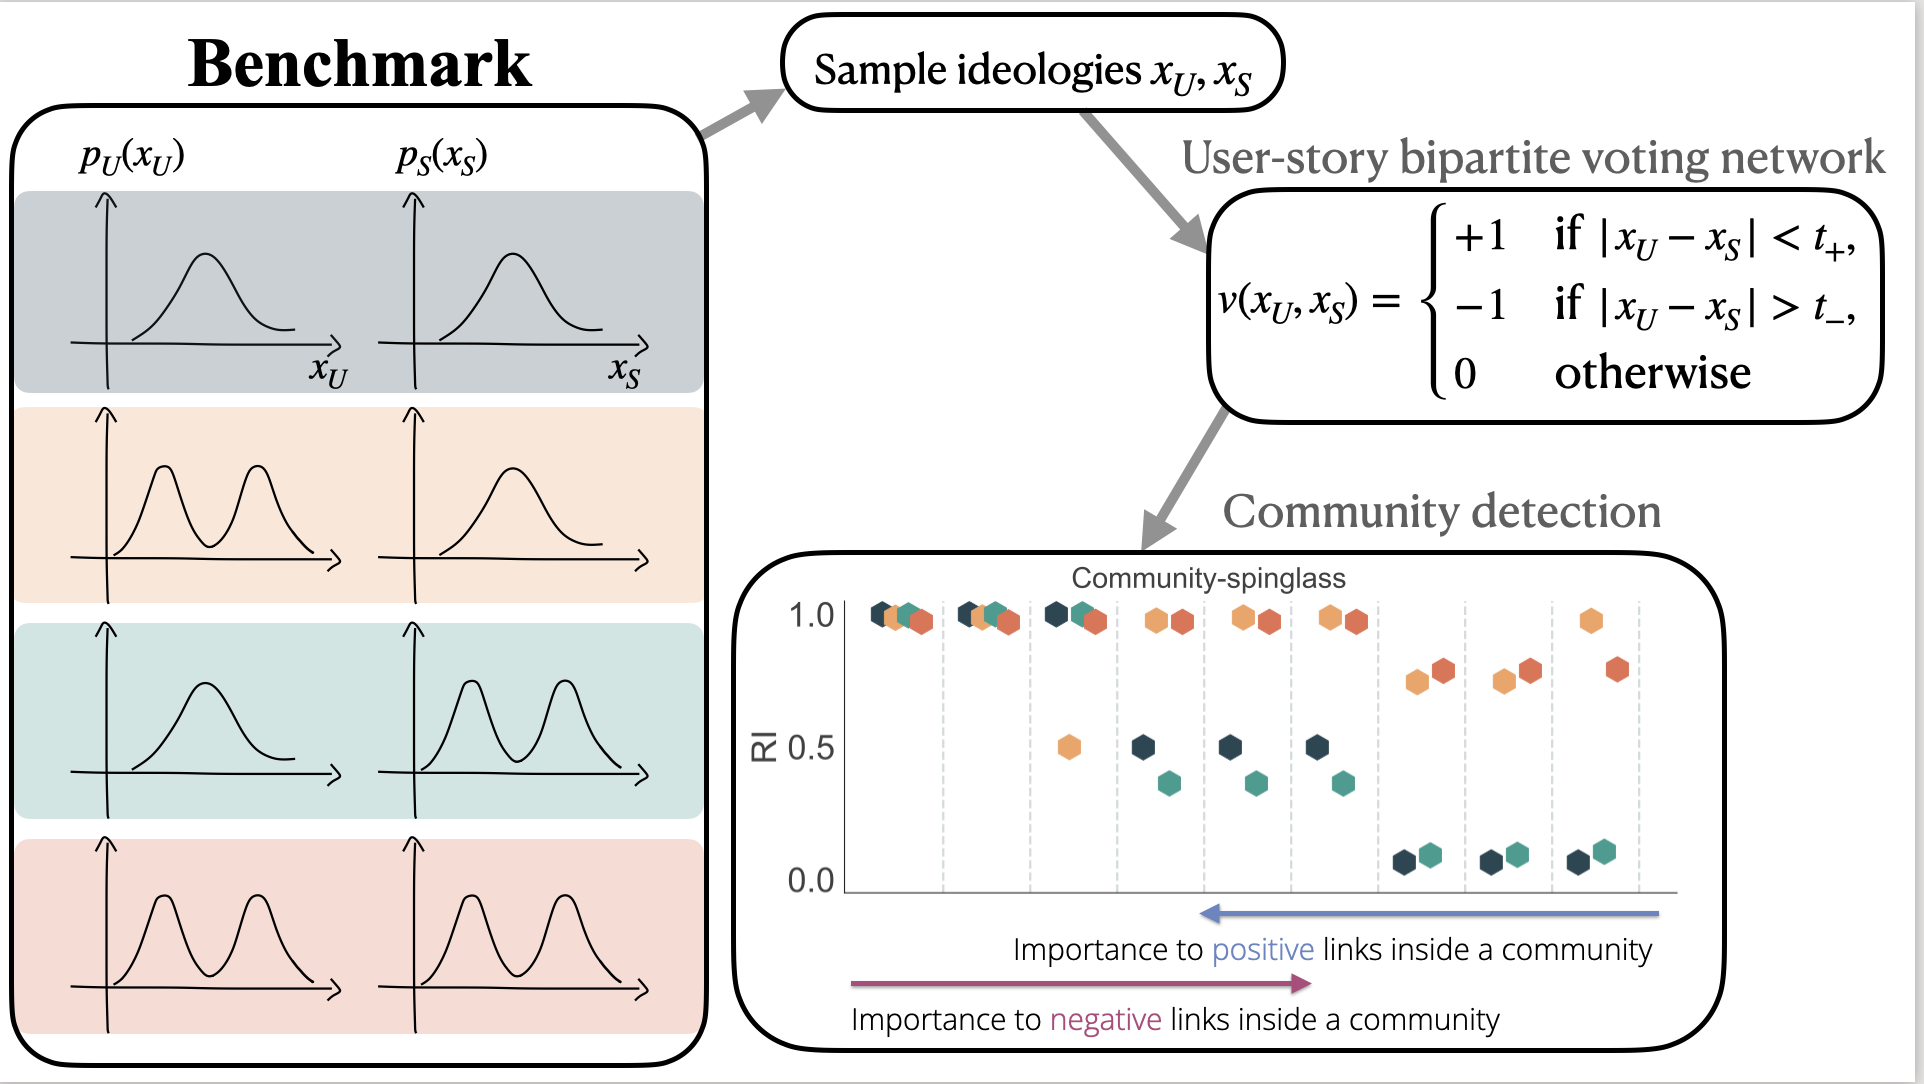 Benchmark
p_U(x_U)
p_S(x_S)
x_U
x_S
Sample ideologies x_U, x_S
User-story bipartite voting network
v(x_U, x_S) = { +1 if |x_U − x_S| < t_+,
−1 if |x_U − x_S| > t_−,
0 otherwise
Community detection
Community-spinglass
1.0
RI
0.5
0.0
Importance to positive links inside a community
Importance to negative links inside a community